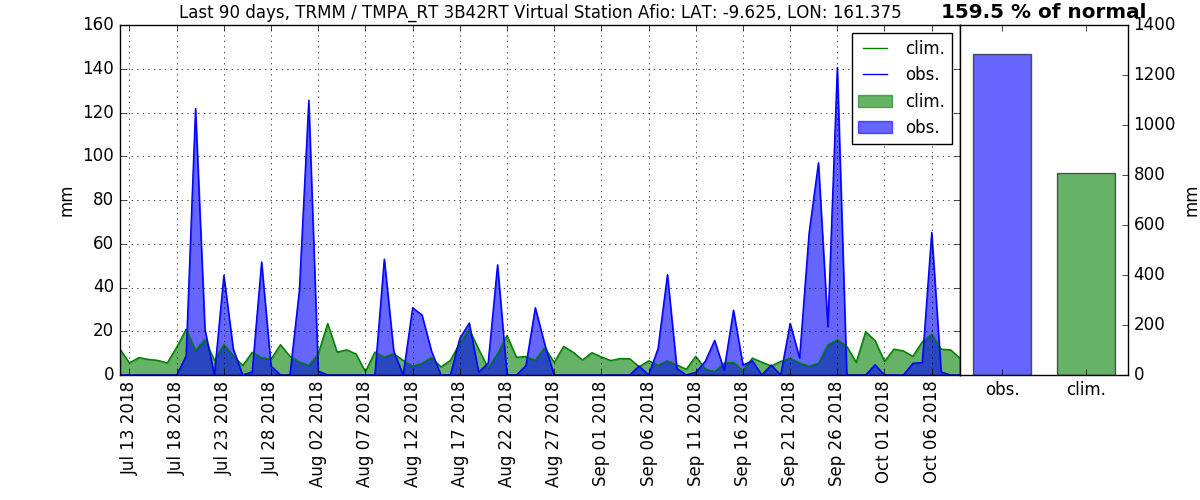 Last 90 days, TRMM / TMPA_RT 3B42RT Virtual Station Afio: LAT: -9.625, LON: 161.375
159.5 % of normal
160
140
120
100
80
60
40
20
0
mm
clim.
obs.
clim.
obs.
1400
1200
1000
800
600
400
200
0
mm
Jul 13 2018
Jul 18 2018
Jul 23 2018
Jul 28 2018
Aug 02 2018
Aug 07 2018
Aug 12 2018
Aug 17 2018
Aug 22 2018
Aug 27 2018
Sep 01 2018
Sep 06 2018
Sep 11 2018
Sep 16 2018
Sep 21 2018
Sep 26 2018
Oct 01 2018
Oct 06 2018
obs.
clim.